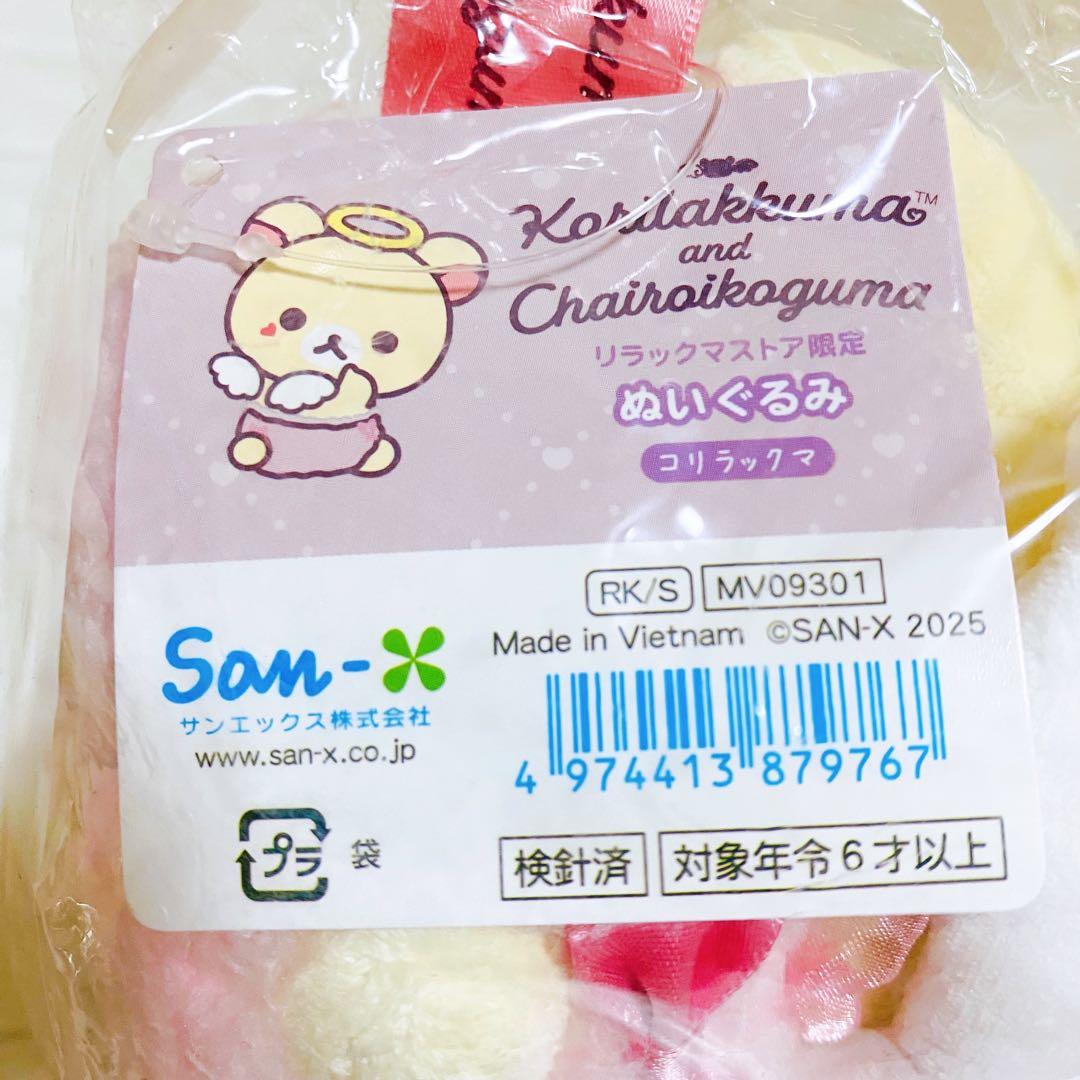 Korilakkuma™
and
Chairoikoguma
リラックマストア限定
ぬいぐるみ
コリラックマ
RK/S MV09301
Made in Vietnam ©SAN-X 2025
San-X
サンエックス株式会社
www.san-x.co.jp
4 974413 879767
プラ 袋
検針済 対象年令6才以上